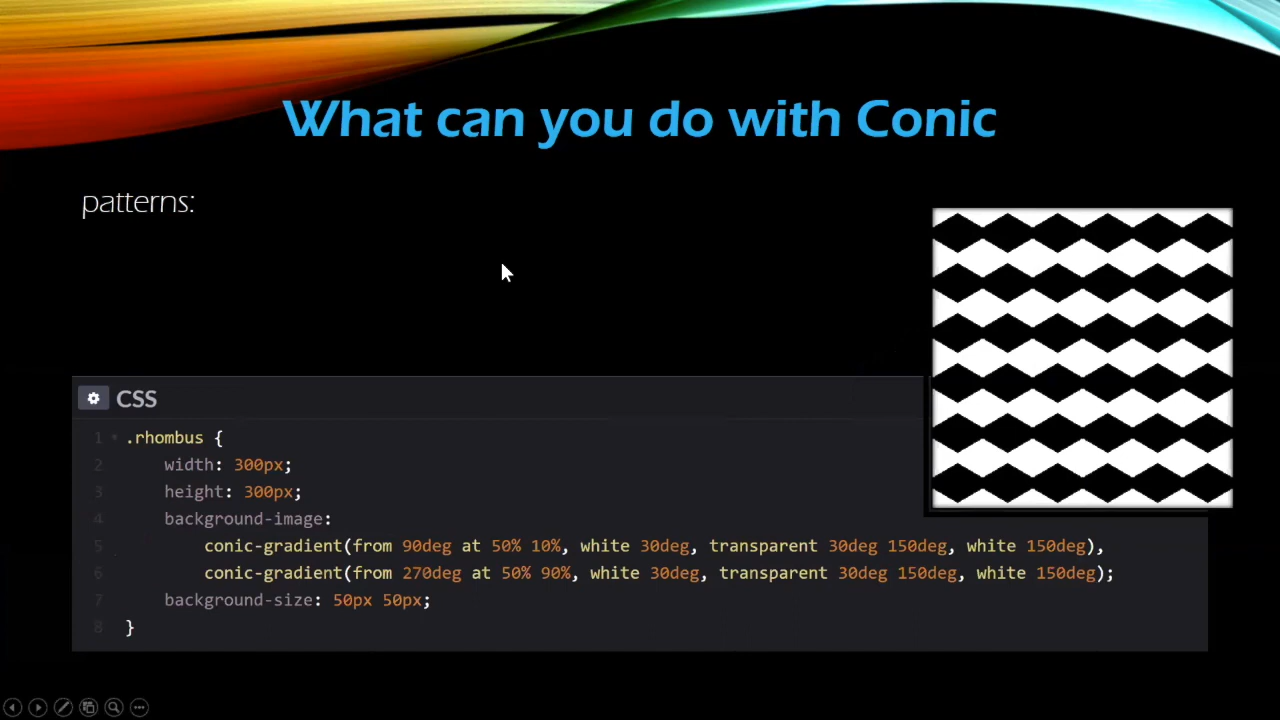 What can you do with Conic
patterns:
CSS
1 .rhombus {
2 width: 300px;
3 height: 300px;
4 background-image:
5 conic-gradient(from 90deg at 50% 10%, white 30deg, transparent 30deg 150deg, white 150deg),
6 conic-gradient(from 270deg at 50% 90%, white 30deg, transparent 30deg 150deg, white 150deg);
7 background-size: 50px 50px;
8 }